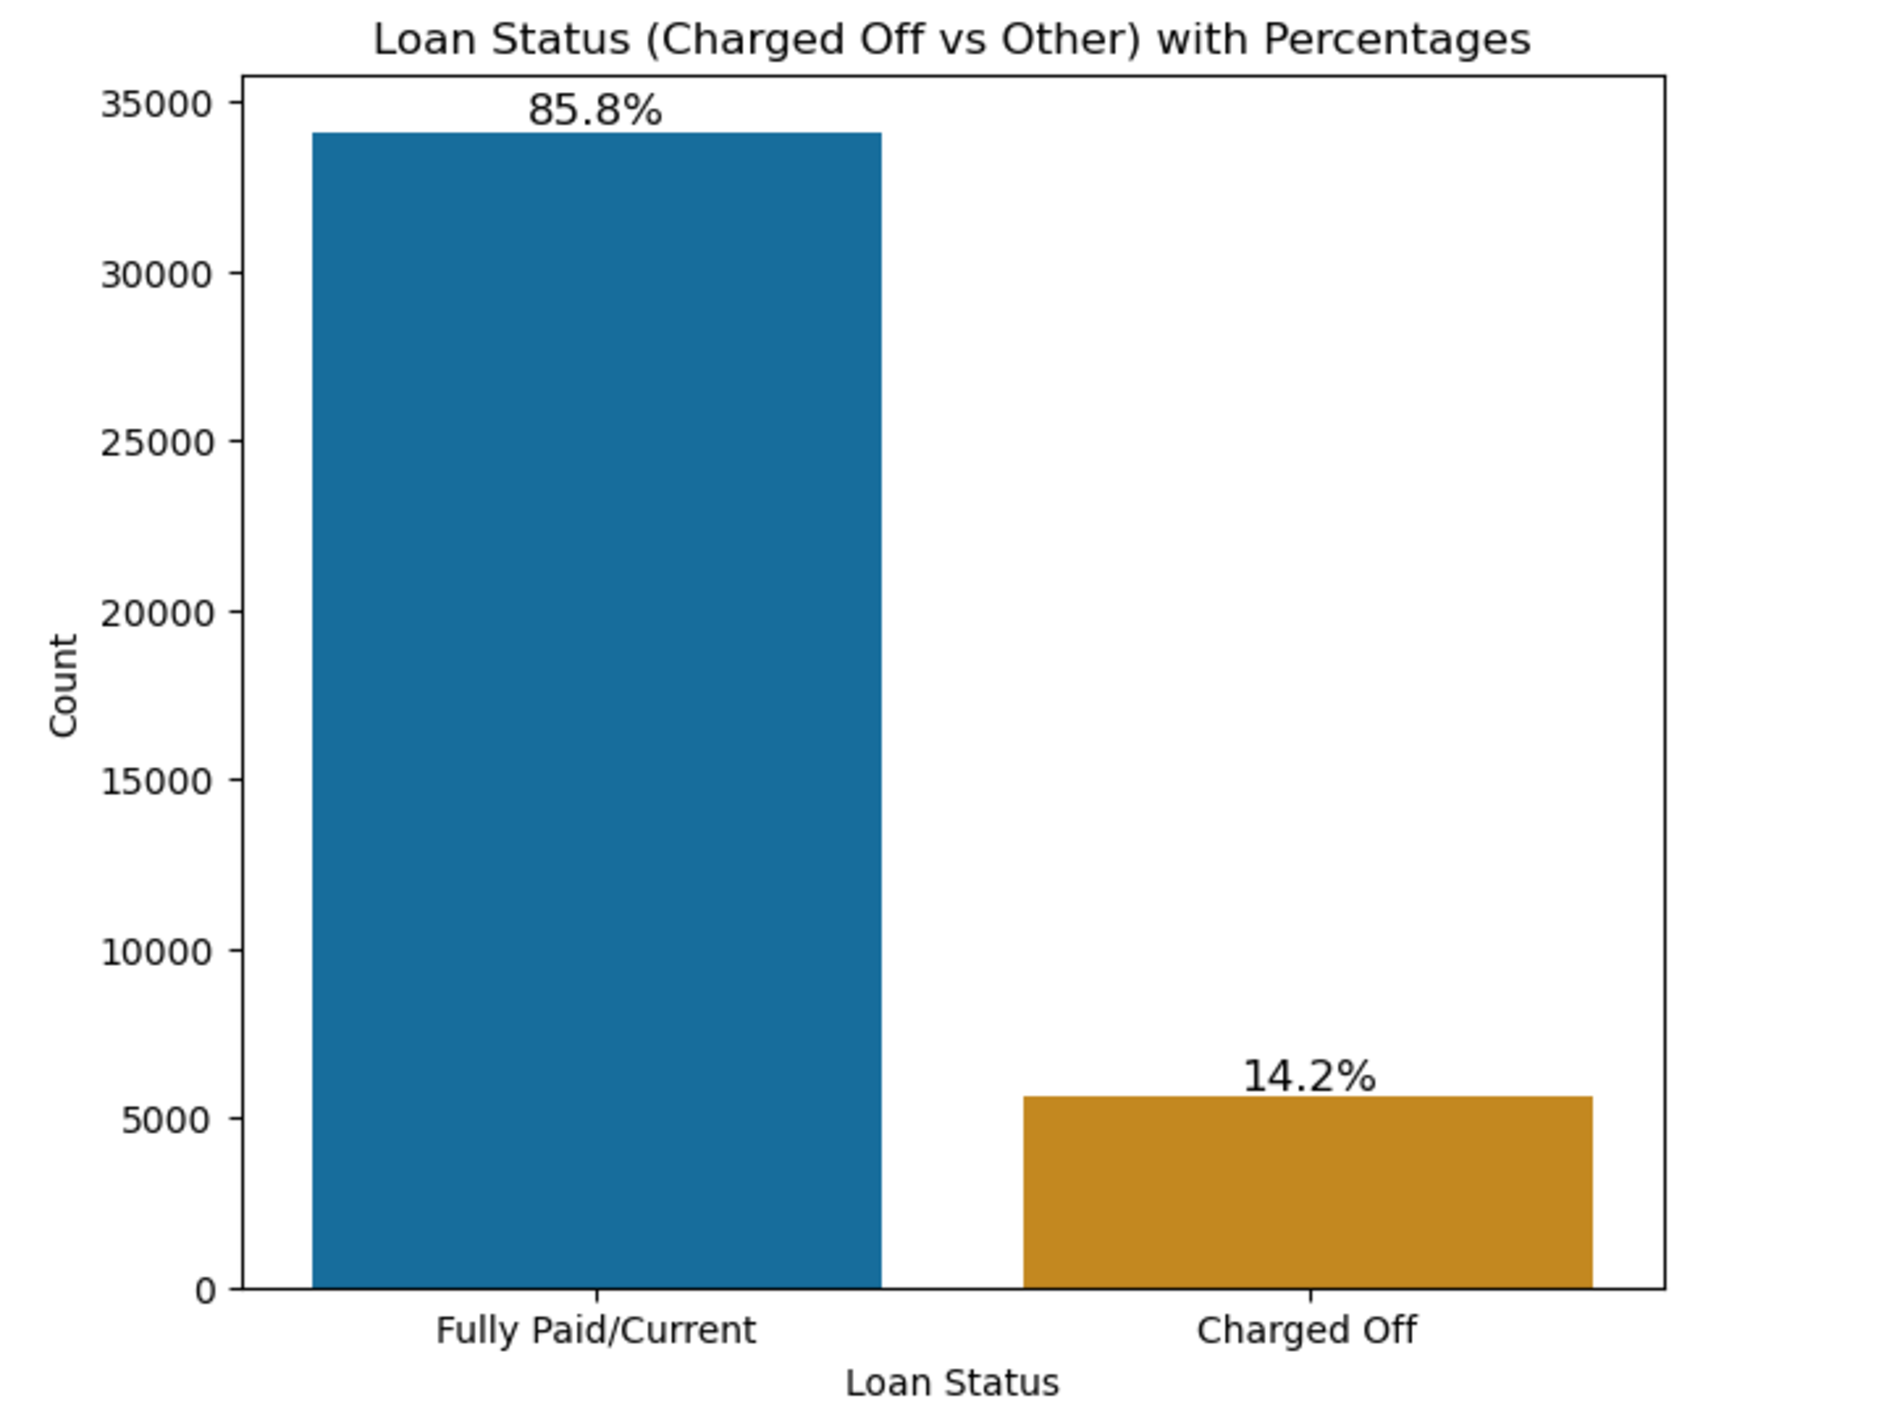 Loan Status (Charged Off vs Other) with Percentages
35000
85.8%
30000
25000
20000
Count
15000
10000
14.2%
5000
0
Fully Paid/Current
Charged Off
Loan Status